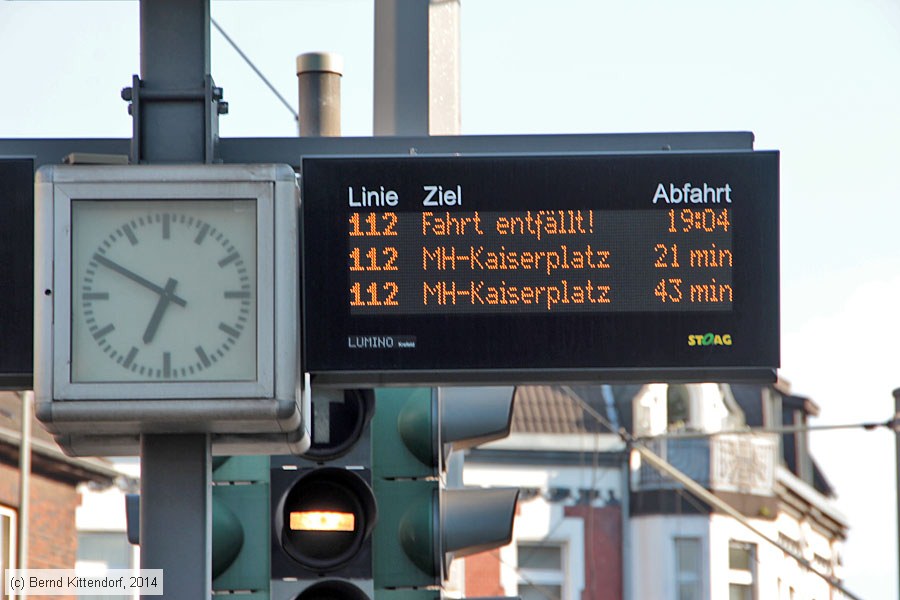 Linie Ziel Abfahrt
112 Fahrt entfällt! 19:04
112 MH-Kaiserplatz 21 min
112 MH-Kaiserplatz 43 min
LUMINO Krefeld STOAG
(c) Bernd Kittendorf, 2014